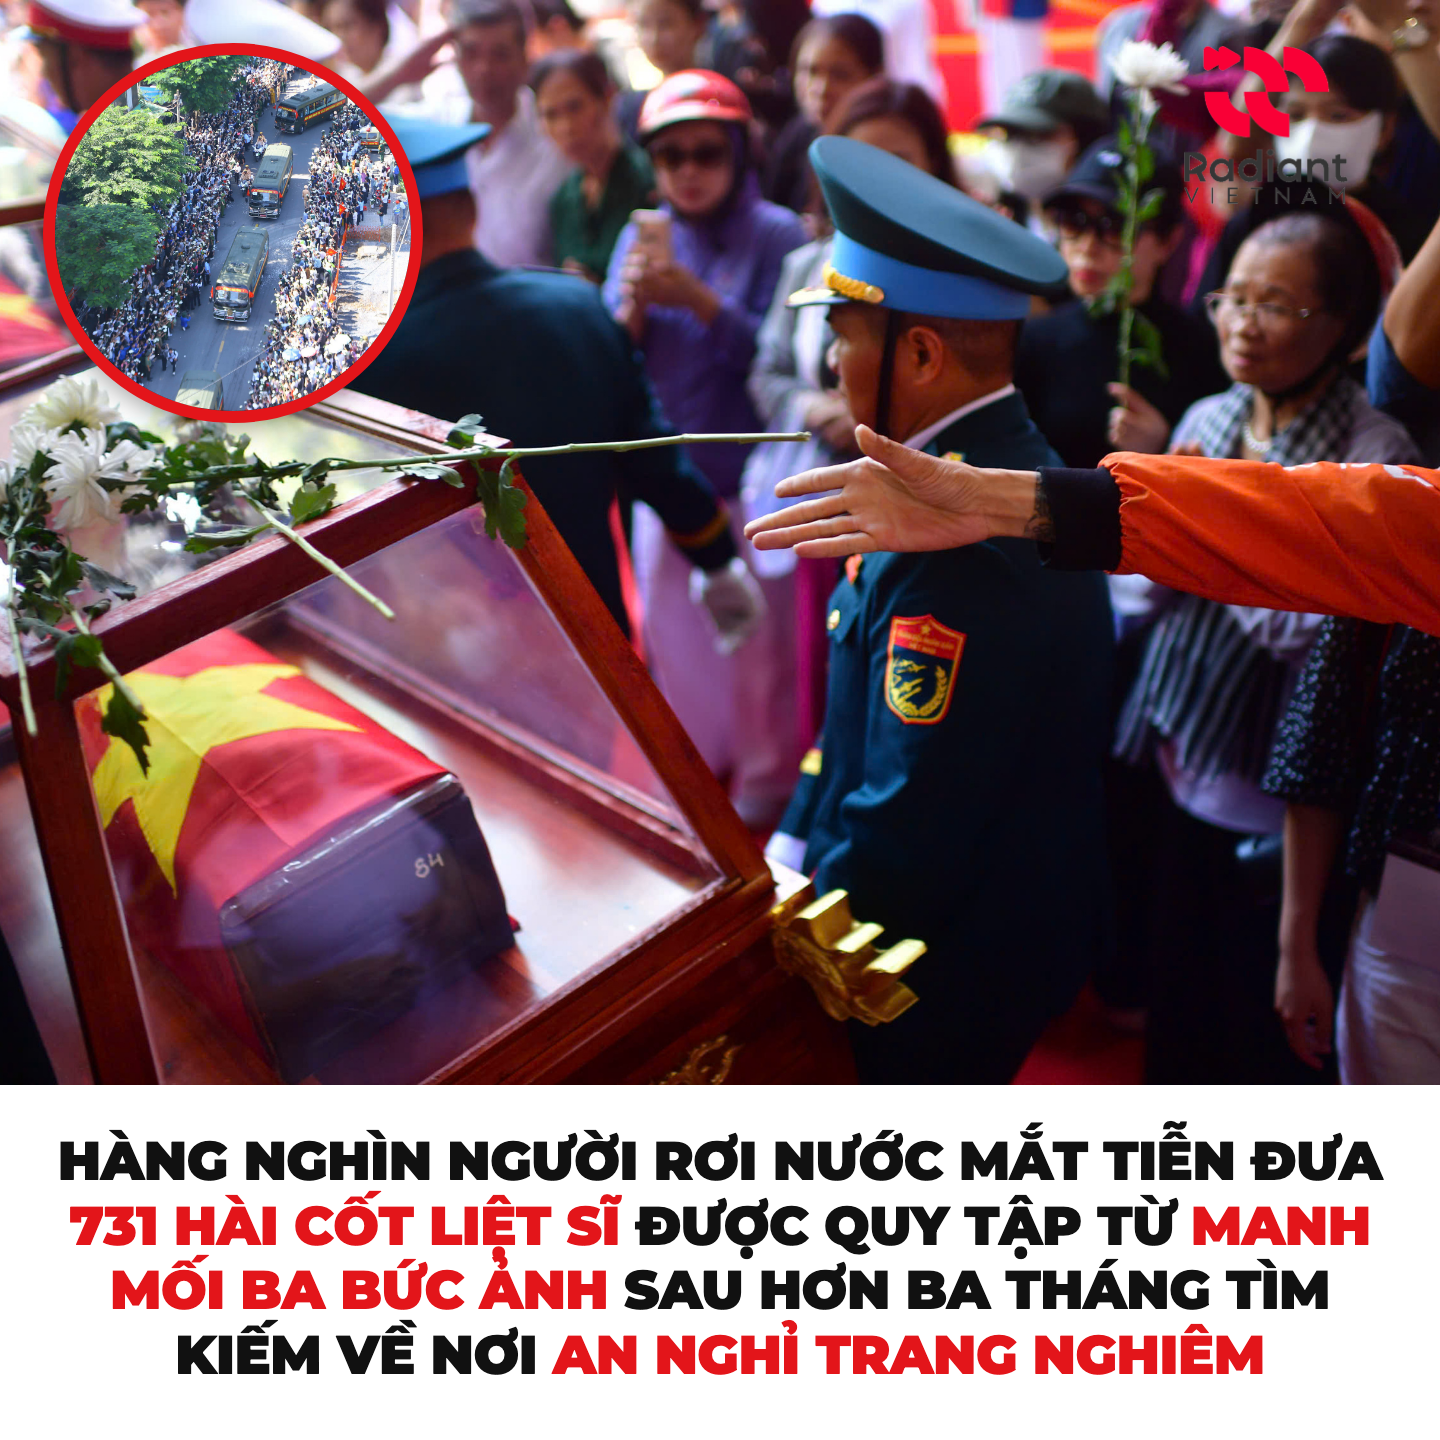 Radiant
VIETNAM
84
HÀNG NGHÌN NGƯỜI RƠI NƯỚC MẮT TIỄN ĐƯA
731 HÀI CỐT LIỆT SĨ ĐƯỢC QUY TẬP TỪ MANH
MỐI BA BỨC ẢNH SAU HƠN BA THÁNG TÌM
KIẾM VỀ NƠI AN NGHỈ TRANG NGHIÊM